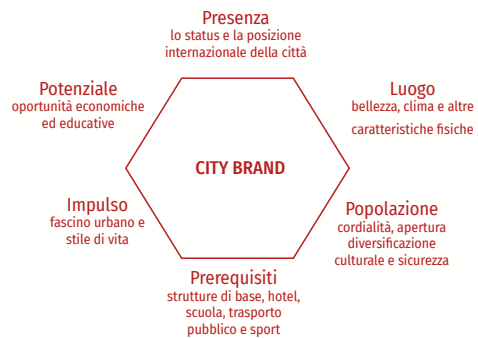 Presenza
lo status e la posizione
internazionale della città
Potenziale
opportunità economiche
ed educative
Luogo
bellezza, clima e altre
caratteristiche fisiche
CITY BRAND
Impulso
fascino urbano e
stile di vita
Popolazione
cordialità, apertura
diversificazione
culturale e sicurezza
Prerequisiti
strutture di base, hotel,
scuola, trasporto
pubblico e sport